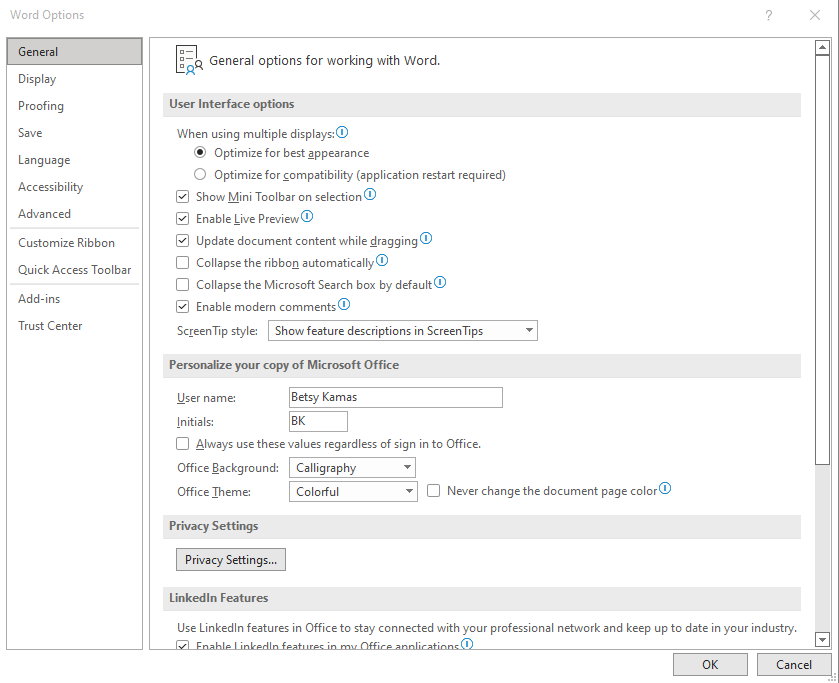 Word Options
?
General
Display
Proofing
Save
Language
Accessibility
Advanced
Customize Ribbon
Quick Access Toolbar
Add-ins
Trust Center
General options for working with Word.
User Interface options
When using multiple displays:
Optimize for best appearance
Optimize for compatibility (application restart required)
Show Mini Toolbar on selection
Enable Live Preview
Update document content while dragging
Collapse the ribbon automatically
Collapse the Microsoft Search box by default
Enable modern comments
ScreenTip style: Show feature descriptions in ScreenTips
Personalize your copy of Microsoft Office
User name: Betsy Kamas
Initials: BK
Always use these values regardless of sign in to Office.
Office Background: Calligraphy
Office Theme: Colorful Never change the document page color
Privacy Settings
Privacy Settings...
LinkedIn Features
Use LinkedIn features in Office to stay connected with your professional network and keep up to date in your industry.
Enable LinkedIn features in my Office applications
OK Cancel